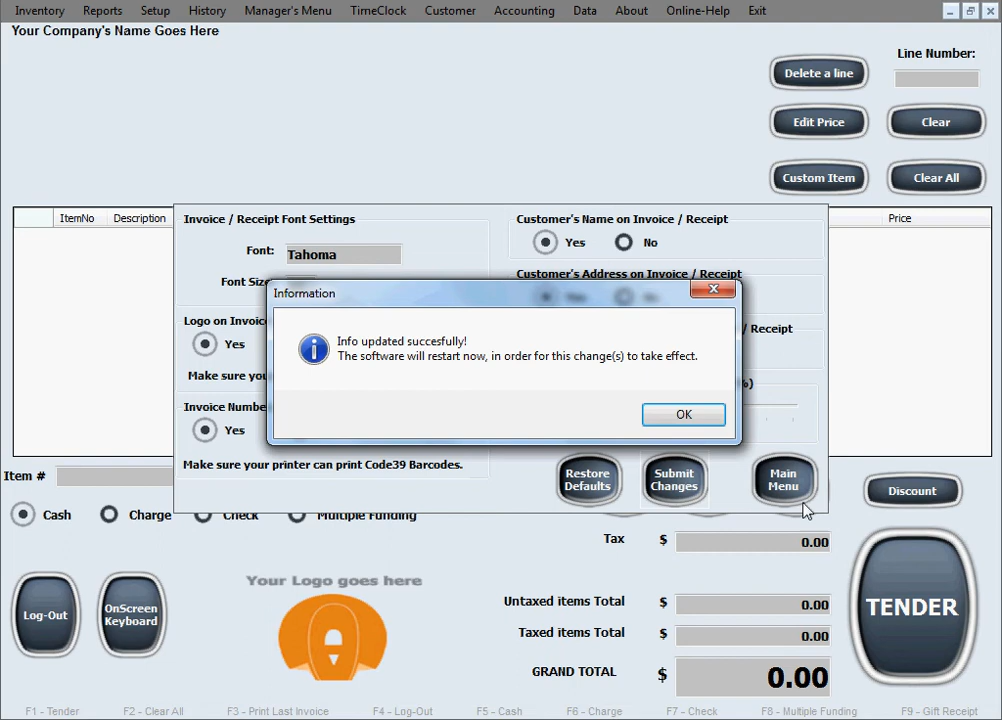 Inventory Reports Setup History Manager's Menu TimeClock Customer Accounting Data About Online-Help Exit
Your Company's Name Goes Here
Line Number:
Delete a line
Edit Price
Clear
Custom Item
Clear All
ItemNo Description Price
Invoice / Receipt Font Settings
Font: Tahoma
Font Size
Customer's Name on Invoice / Receipt
Yes No
Customer's Address on Invoice / Receipt
Yes No
/ Receipt
Logo on Invoic
Yes
Make sure you
%)
Invoice Numbe
Yes
Make sure your printer can print Code39 Barcodes.
Information
Info updated succesfully!
The software will restart now, in order for this change(s) to take effect.
OK
Restore
Defaults
Submit
Changes
Main
Menu
Item #
Discount
Cash Charge Check Multiple Funding
Tax $ 0.00
Log-Out
OnScreen
Keyboard
Your Logo goes here
Untaxed items Total $ 0.00
Taxed items Total $ 0.00
GRAND TOTAL $ 0.00
TENDER
F1 - Tender F2 - Clear All F3 - Print Last Invoice F4 - Log-Out F5 - Cash F6 - Charge F7 - Check F8 - Multiple Funding F9 - Gift Receipt